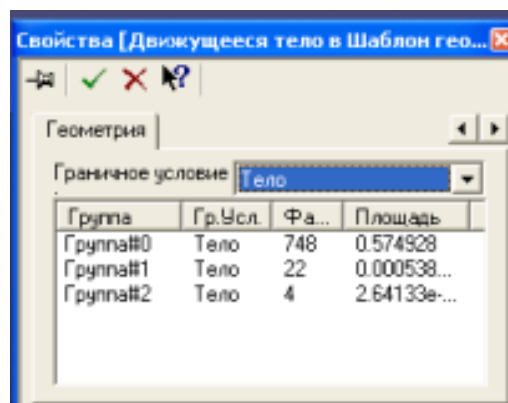 Свойства [Движущееся тело в Шаблон гео...
Геометрия
Граничное условие Тело
Группа Гр.Усл. Фа... Площадь
Группа#0 Тело 748 0.574928
Группа#1 Тело 22 0.000538...
Группа#2 Тело 4 2.64133e-...